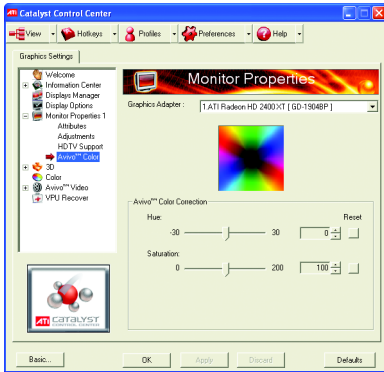 ATI Catalyst Control Center
View Hotkeys Profiles Preferences Help
Graphics Settings
Welcome
Information Center
Displays Manager
Display Options
Monitor Properties 1
Attributes
Adjustments
HDTV Support
Avivo™ Color
3D
Color
Avivo™ Video
VPU Recover
Monitor Properties
Graphics Adapter :
1.ATI Radeon HD 2400 XT [ GD-1904BP ]
Avivo™ Color Correction
Hue: Reset
-30 30 0
Saturation:
0 200 100
ATI CATALYST
CONTROL CENTER
Basic... OK Apply Discard Defaults